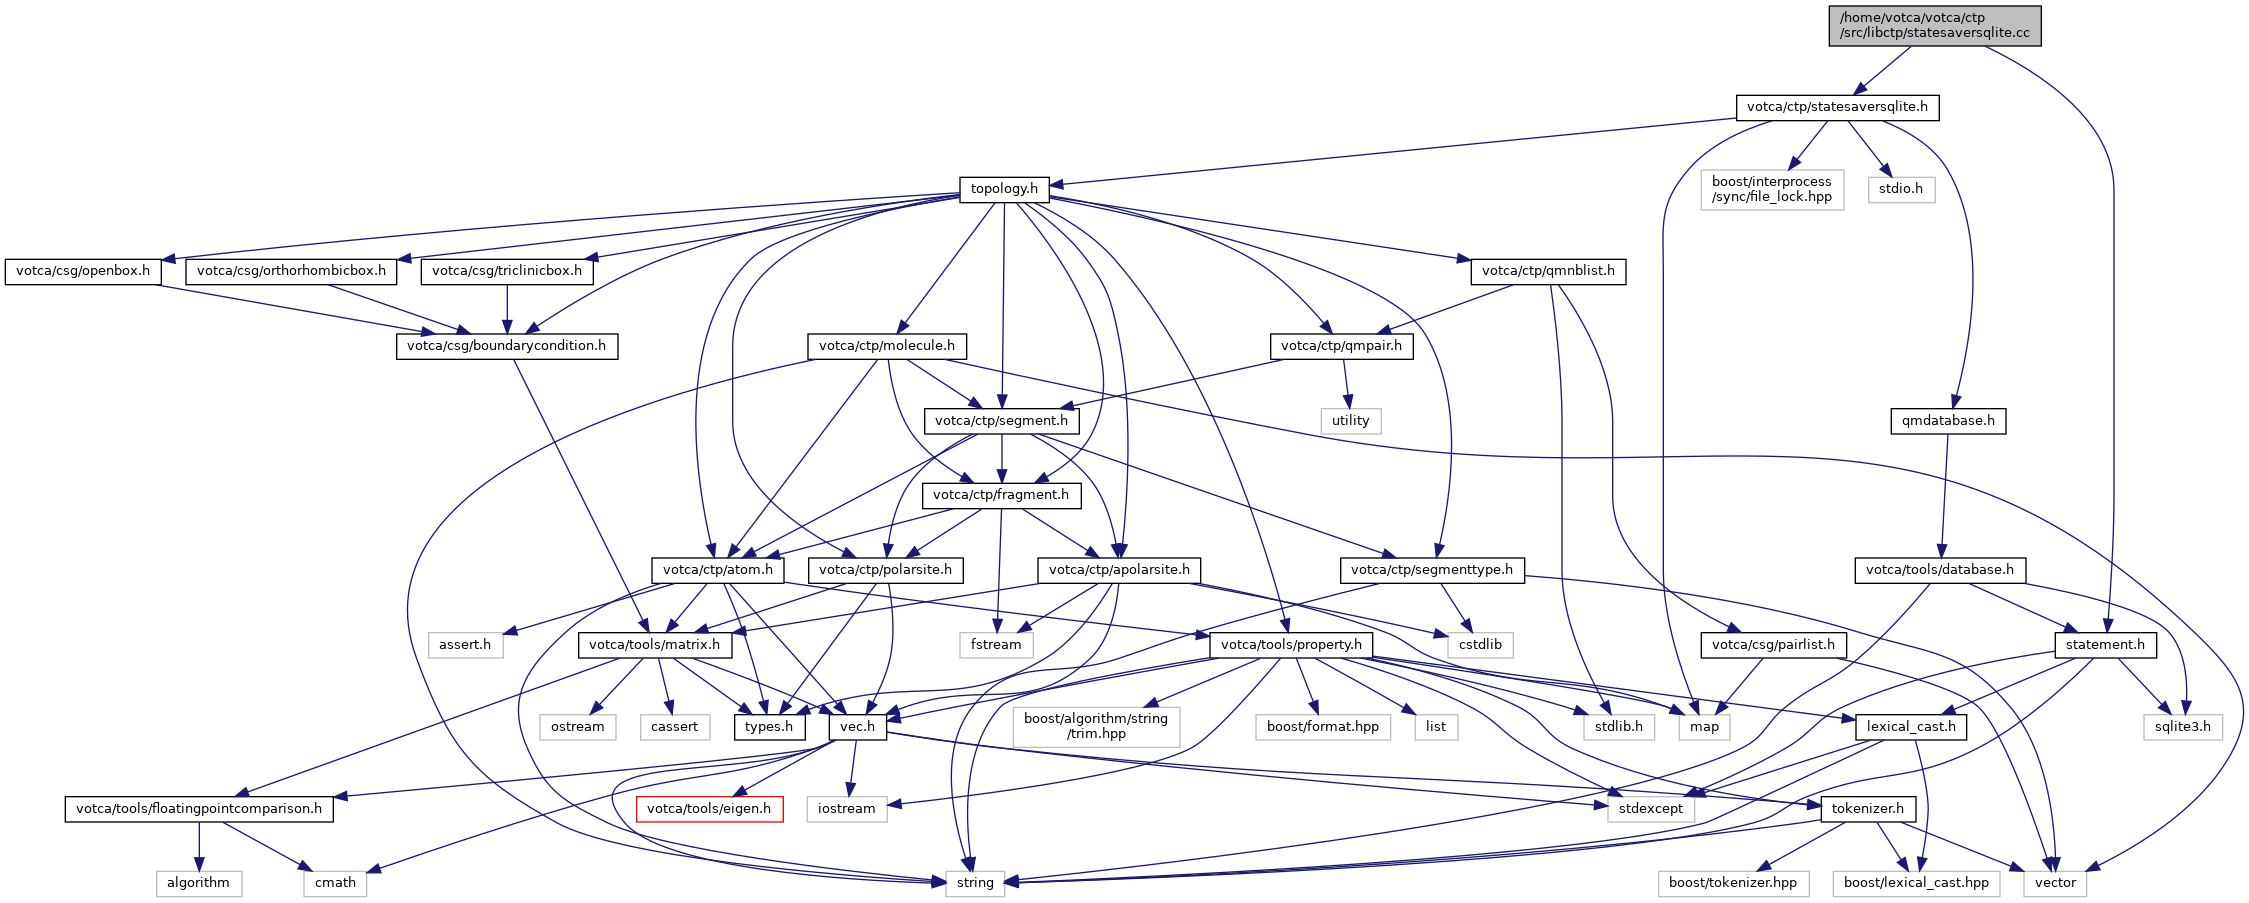 /home/votca/votca/ctp
/src/libctp/statesaversqlite.cc
votca/ctp/statesaversqlite.h
topology.h
boost/interprocess
/sync/file_lock.hpp
stdio.h
votca/csg/openbox.h
votca/csg/orthorhombicbox.h
votca/csg/triclinicbox.h
votca/ctp/qmnblist.h
votca/csg/boundarycondition.h
votca/ctp/molecule.h
votca/ctp/qmpair.h
votca/ctp/segment.h
utility
qmdatabase.h
votca/ctp/fragment.h
votca/ctp/atom.h
votca/ctp/polarsite.h
votca/ctp/apolarsite.h
votca/ctp/segmenttype.h
votca/tools/database.h
assert.h
votca/tools/matrix.h
fstream
votca/tools/property.h
cstdlib
votca/csg/pairlist.h
statement.h
ostream
cassert
types.h
vec.h
boost/algorithm/string
/trim.hpp
boost/format.hpp
list
stdlib.h
map
lexical_cast.h
sqlite3.h
votca/tools/floatingpointcomparison.h
votca/tools/eigen.h
iostream
stdexcept
tokenizer.h
algorithm
cmath
string
boost/tokenizer.hpp
boost/lexical_cast.hpp
vector